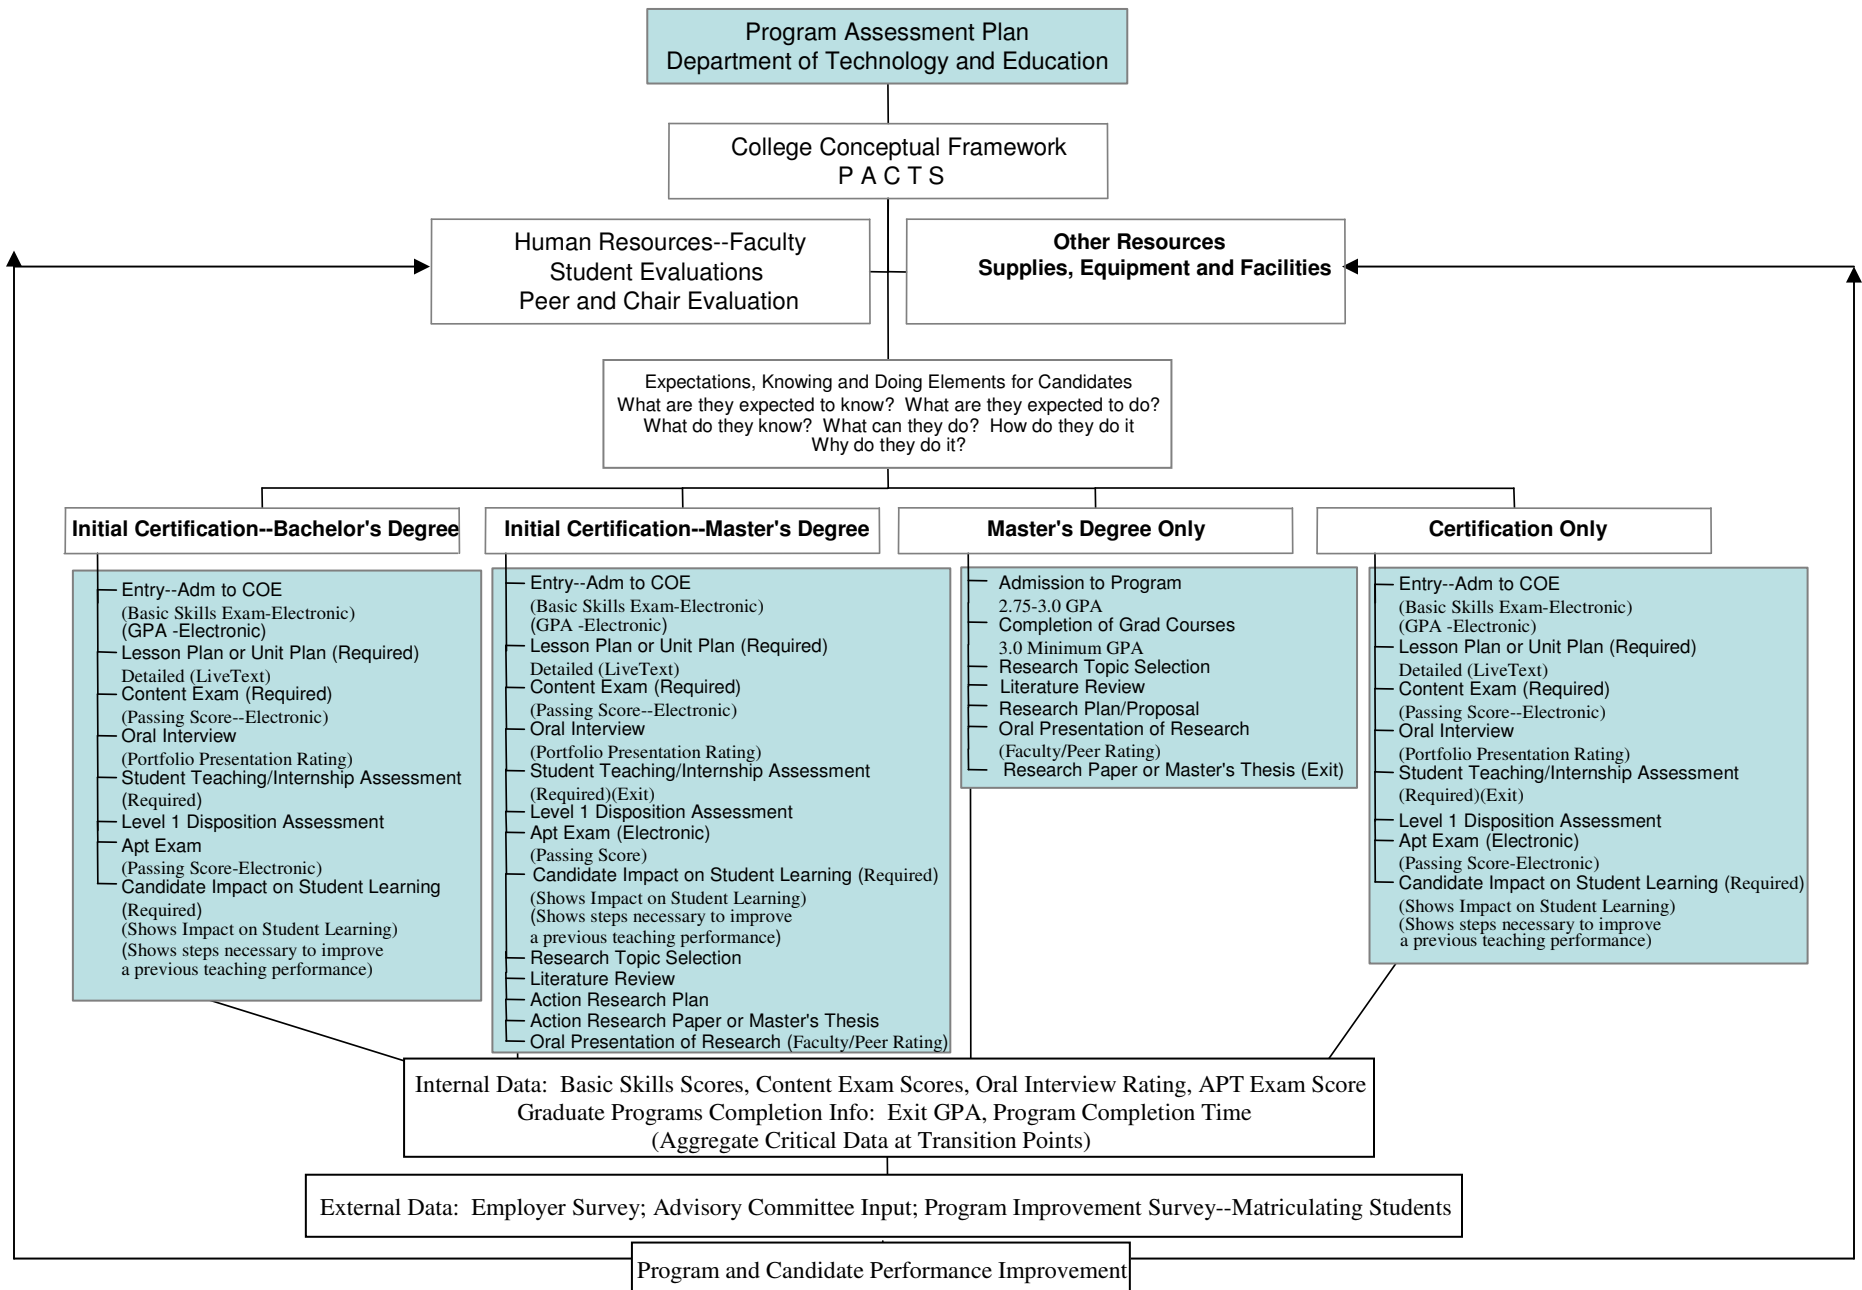 Program Assessment Plan
Department of Technology and Education
College Conceptual Framework
P A C T S
Human Resources--Faculty
Student Evaluations
Peer and Chair Evaluation
Other Resources
Supplies, Equipment and Facilities
Expectations, Knowing and Doing Elements for Candidates
What are they expected to know? What are they expected to do?
What do they know? What can they do? How do they do it
Why do they do it?
Initial Certification--Bachelor's Degree
Entry--Adm to COE
(Basic Skills Exam-Electronic)
(GPA -Electronic)
Lesson Plan or Unit Plan (Required)
Detailed (LiveText)
Content Exam (Required)
(Passing Score--Electronic)
Oral Interview
(Portfolio Presentation Rating)
Student Teaching/Internship Assessment
(Required)
Level 1 Disposition Assessment
Apt Exam
(Passing Score-Electronic)
Candidate Impact on Student Learning
(Required)
(Shows Impact on Student Learning)
(Shows steps necessary to improve
a previous teaching performance)
Initial Certification--Master's Degree
Entry--Adm to COE
(Basic Skills Exam-Electronic)
(GPA -Electronic)
Lesson Plan or Unit Plan (Required)
Detailed (LiveText)
Content Exam (Required)
(Passing Score--Electronic)
Oral Interview
(Portfolio Presentation Rating)
Student Teaching/Internship Assessment
(Required)(Exit)
Level 1 Disposition Assessment
Apt Exam (Electronic)
(Passing Score)
Candidate Impact on Student Learning (Required)
(Shows Impact on Student Learning)
(Shows steps necessary to improve
a previous teaching performance)
Research Topic Selection
Literature Review
Action Research Plan
Action Research Paper or Master's Thesis
Oral Presentation of Research (Faculty/Peer Rating)
Master's Degree Only
Admission to Program
2.75-3.0 GPA
Completion of Grad Courses
3.0 Minimum GPA
Research Topic Selection
Literature Review
Research Plan/Proposal
Oral Presentation of Research
(Faculty/Peer Rating)
Research Paper or Master's Thesis (Exit)
Certification Only
Entry--Adm to COE
(Basic Skills Exam-Electronic)
(GPA -Electronic)
Lesson Plan or Unit Plan (Required)
Detailed (LiveText)
Content Exam (Required)
(Passing Score--Electronic)
Oral Interview
(Portfolio Presentation Rating)
Student Teaching/Internship Assessment
(Required)(Exit)
Level 1 Disposition Assessment
Apt Exam (Electronic)
(Passing Score-Electronic)
Candidate Impact on Student Learning (Required)
(Shows Impact on Student Learning)
(Shows steps necessary to improve
a previous teaching performance)
Internal Data: Basic Skills Scores, Content Exam Scores, Oral Interview Rating, APT Exam Score
Graduate Programs Completion Info: Exit GPA, Program Completion Time
(Aggregate Critical Data at Transition Points)
External Data: Employer Survey; Advisory Committee Input; Program Improvement Survey--Matriculating Students
Program and Candidate Performance Improvement